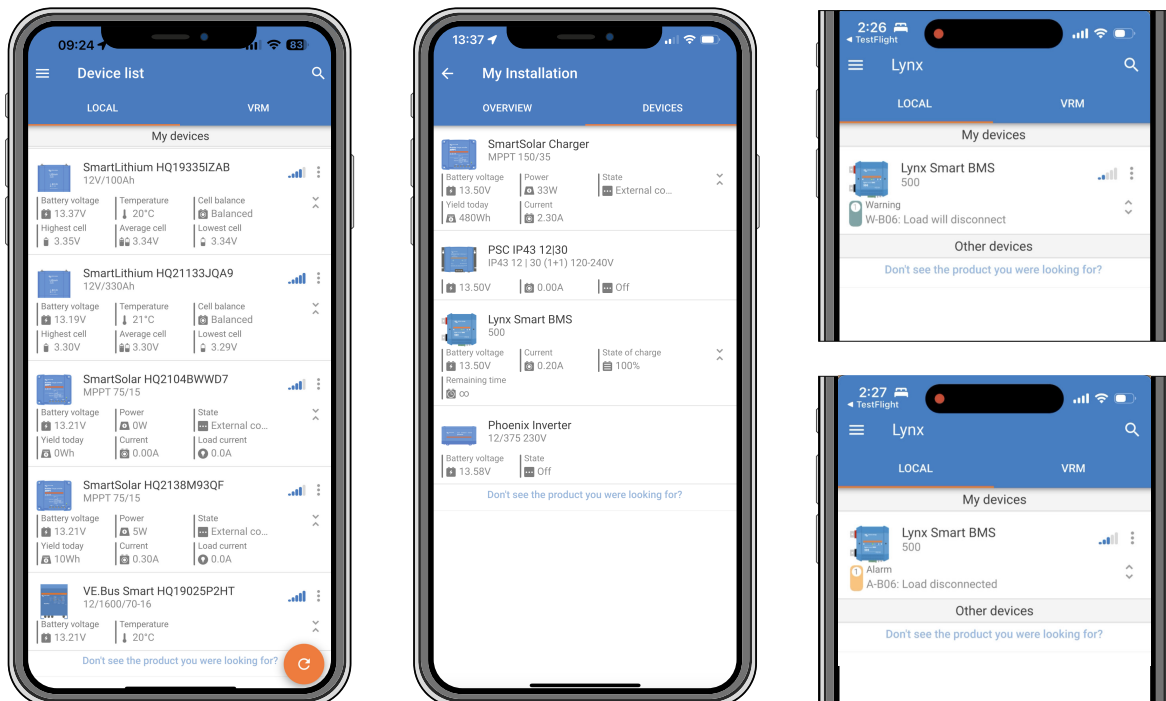 09:24
83
Device list
LOCAL
VRM
My devices
SmartLithium HQ19335IZAB
12V/100Ah
Battery voltage
Temperature
Cell balance
13.37V
20°C
Balanced
Highest cell
Average cell
Lowest cell
3.35V
3.34V
3.34V
SmartLithium HQ21133JQA9
12V/330Ah
Battery voltage
Temperature
Cell balance
13.19V
21°C
Balanced
Highest cell
Average cell
Lowest cell
3.30V
3.30V
3.29V
SmartSolar HQ2104BWWD7
MPPT 75/15
Battery voltage
Power
State
13.21V
0W
External co...
Yield today
Current
Load current
0Wh
0.00A
0.0A
SmartSolar HQ2138M93QF
MPPT 75/15
Battery voltage
Power
State
13.21V
5W
External co...
Yield today
Current
Load current
10Wh
0.30A
0.0A
VE.Bus Smart HQ19025P2HT
12/1600/70-16
Battery voltage
Temperature
13.21V
20°C
Don't see the product you were looking for?
13:37
My Installation
OVERVIEW
DEVICES
SmartSolar Charger
MPPT 150/35
Battery voltage
Power
State
13.50V
33W
External co...
Yield today
Current
480Wh
2.30A
PSC IP43 12|30
IP43 12 | 30 (1+1) 120-240V
13.50V
0.00A
Off
Lynx Smart BMS
500
Battery voltage
Current
State of charge
13.50V
0.20A
100%
Remaining time
∞
Phoenix Inverter
12/375 230V
Battery voltage
State
13.58V
Off
Don't see the product you were looking for?
2:26
◀ TestFlight
Lynx
LOCAL
VRM
My devices
Lynx Smart BMS
500
1
Warning
W-B06: Load will disconnect
Other devices
Don't see the product you were looking for?
2:27
◀ TestFlight
Lynx
LOCAL
VRM
My devices
Lynx Smart BMS
500
1
Alarm
A-B06: Load disconnected
Other devices
Don't see the product you were looking for?